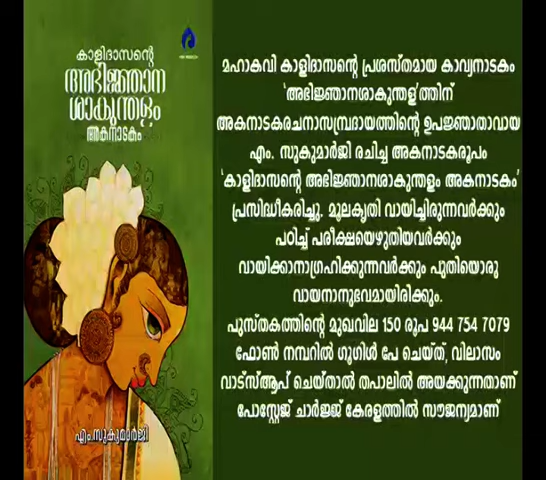 കാളിദാസന്റെ
അഭിജ്ഞാന
ശാകുന്തളം
അകനാടകം
എം.സുകുമാർജി
മഹാകവി കാളിദാസന്റെ പ്രശസ്തമായ കാവ്യനാടകം
‘അഭിജ്ഞാനശാകുന്തള’ത്തിന്
അകനാടകരചനാസമ്പ്രദായത്തിന്റെ ഉപജ്ഞാതാവായ
എം. സുകുമാർജി രചിച്ച അകനാടകരൂപം
‘കാളിദാസന്റെ അഭിജ്ഞാനശാകുന്തളം അകനാടകം’
പ്രസിദ്ധീകരിച്ചു. മൂലകൃതി വായിച്ചിരുന്നവർക്കും
പഠിച്ച് പരീക്ഷയെഴുതിയവർക്കും
വായിക്കാനാഗ്രഹിക്കുന്നവർക്കും പുതിയൊരു
വായനാനുഭവമായിരിക്കും.
പുസ്തകത്തിന്റെ മുഖവില 150 രൂപ 944 754 7079
ഫോൺ നമ്പറിൽ ഗൂഗിൾ പേ ചെയ്ത്, വിലാസം
വാട്സ്ആപ് ചെയ്താൽ തപാലിൽ അയക്കുന്നതാണ്
പോസ്റ്റേജ് ചാർജ്ജ് കേരളത്തിൽ സൗജന്യമാണ്